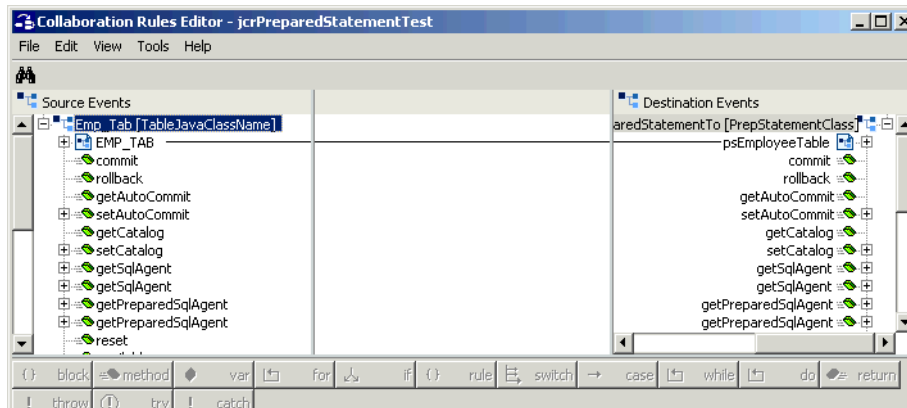 Collaboration Rules Editor - jcrPreparedStatementTest
File Edit View Tools Help
Source Events
Emp_Tab [TableJavaClassName]
EMP_TAB
commit
rollback
getAutoCommit
setAutoCommit
getCatalog
setCatalog
getSqlAgent
getSqlAgent
getPreparedSqlAgent
getPreparedSqlAgent
reset
Destination Events
aredStatementTo [PrepStatementClass]
psEmployeeTable
commit
rollback
getAutoCommit
setAutoCommit
getCatalog
setCatalog
getSqlAgent
getSqlAgent
getPreparedSqlAgent
getPreparedSqlAgent
{} block method var for if {} rule switch case while do return
! throw (!) try ! catch